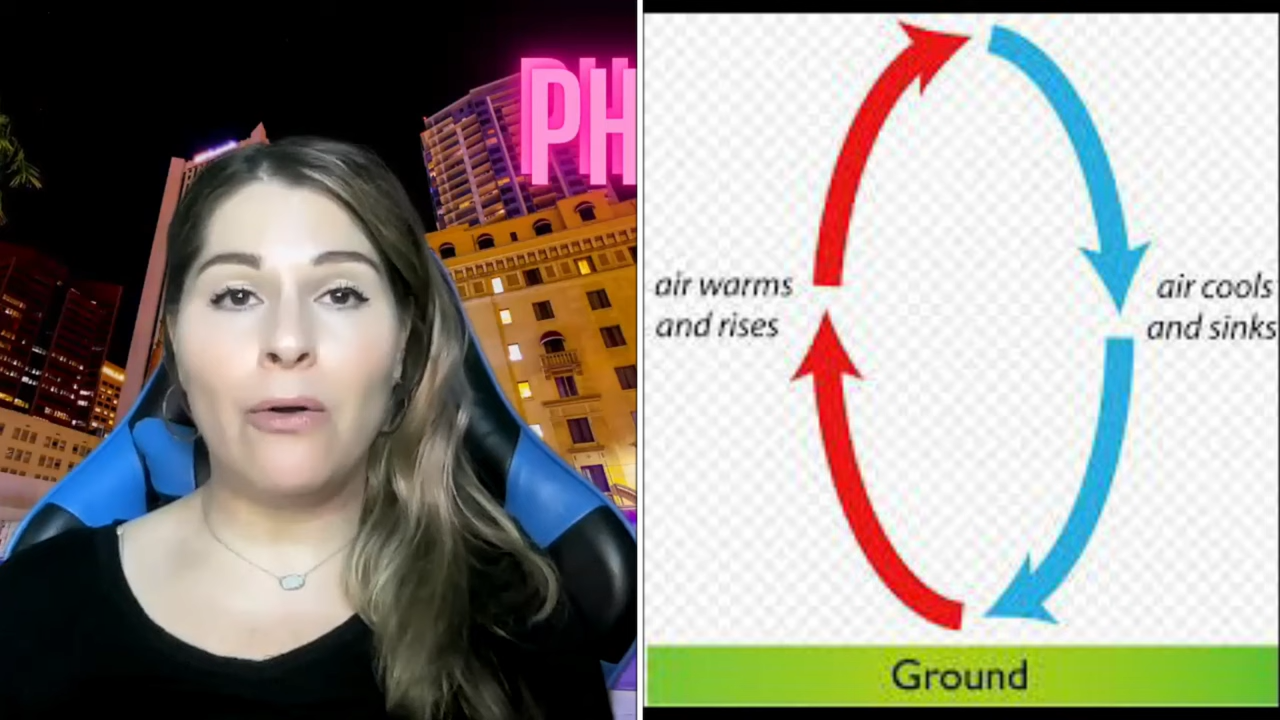 PH
air warms
and rises
air cools
and sinks
Ground